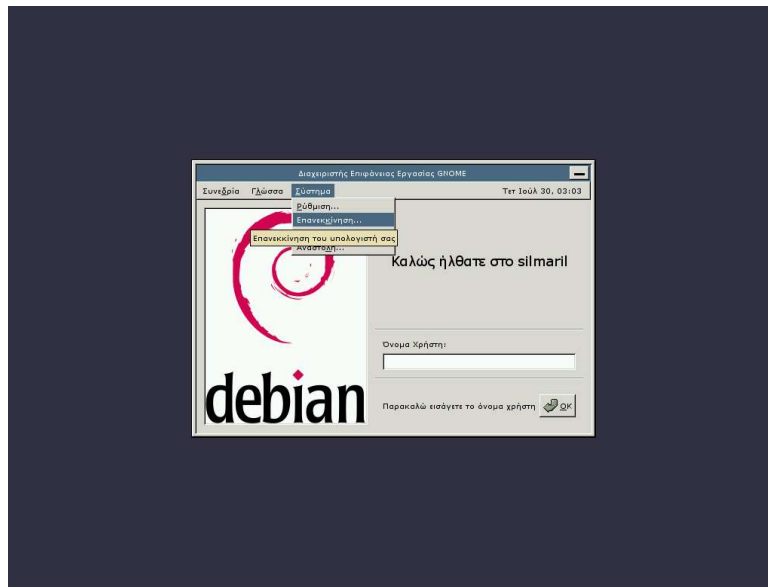 Διαχειριστής Επιφάνειας Εργασίας GNOME
Συνεδρία Γλώσσα Σύστημα Τετ Ιούλ 30, 03:03
Ρύθμιση...
Επανεκκίνηση...
Επανεκκίνηση του υπολογιστή σας
Αναστολή...
Καλώς ήλθατε στο silmaril
Όνομα Χρήστη:
debian
Παρακαλώ εισάγετε το όνομα χρήστη OK